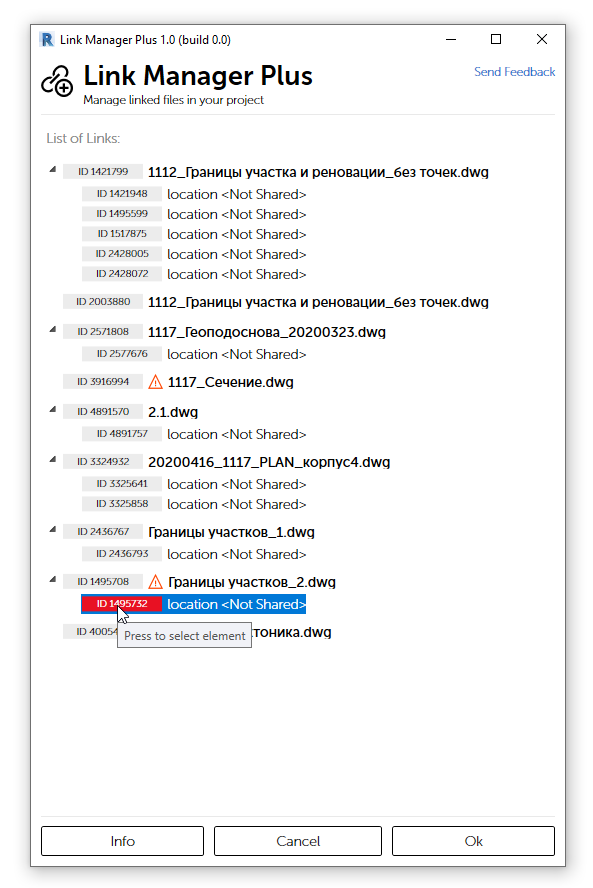 Link Manager Plus 1.0 (build 0.0)
Link Manager Plus
Send Feedback
Manage linked files in your project
List of Links:
ID 1421799 1112_Границы участка и реновации_без точек.dwg
ID 1421948 location <Not Shared>
ID 1495599 location <Not Shared>
ID 1517875 location <Not Shared>
ID 2428005 location <Not Shared>
ID 2428072 location <Not Shared>
ID 2003880 1112_Границы участка и реновации_без точек.dwg
ID 2571808 1117_Геоподоснова_20200323.dwg
ID 2577676 location <Not Shared>
ID 3916994 1117_Сечение.dwg
ID 4891570 2.1.dwg
ID 4891757 location <Not Shared>
ID 3324932 20200416_1117_PLAN_корпус4.dwg
ID 3325641 location <Not Shared>
ID 3325858 location <Not Shared>
ID 2436767 Границы участков_1.dwg
ID 2436793 location <Not Shared>
ID 1495708 Границы участков_2.dwg
ID 1495732 location <Not Shared>
ID 40054 тоника.dwg
Press to select element
Info
Cancel
Ok